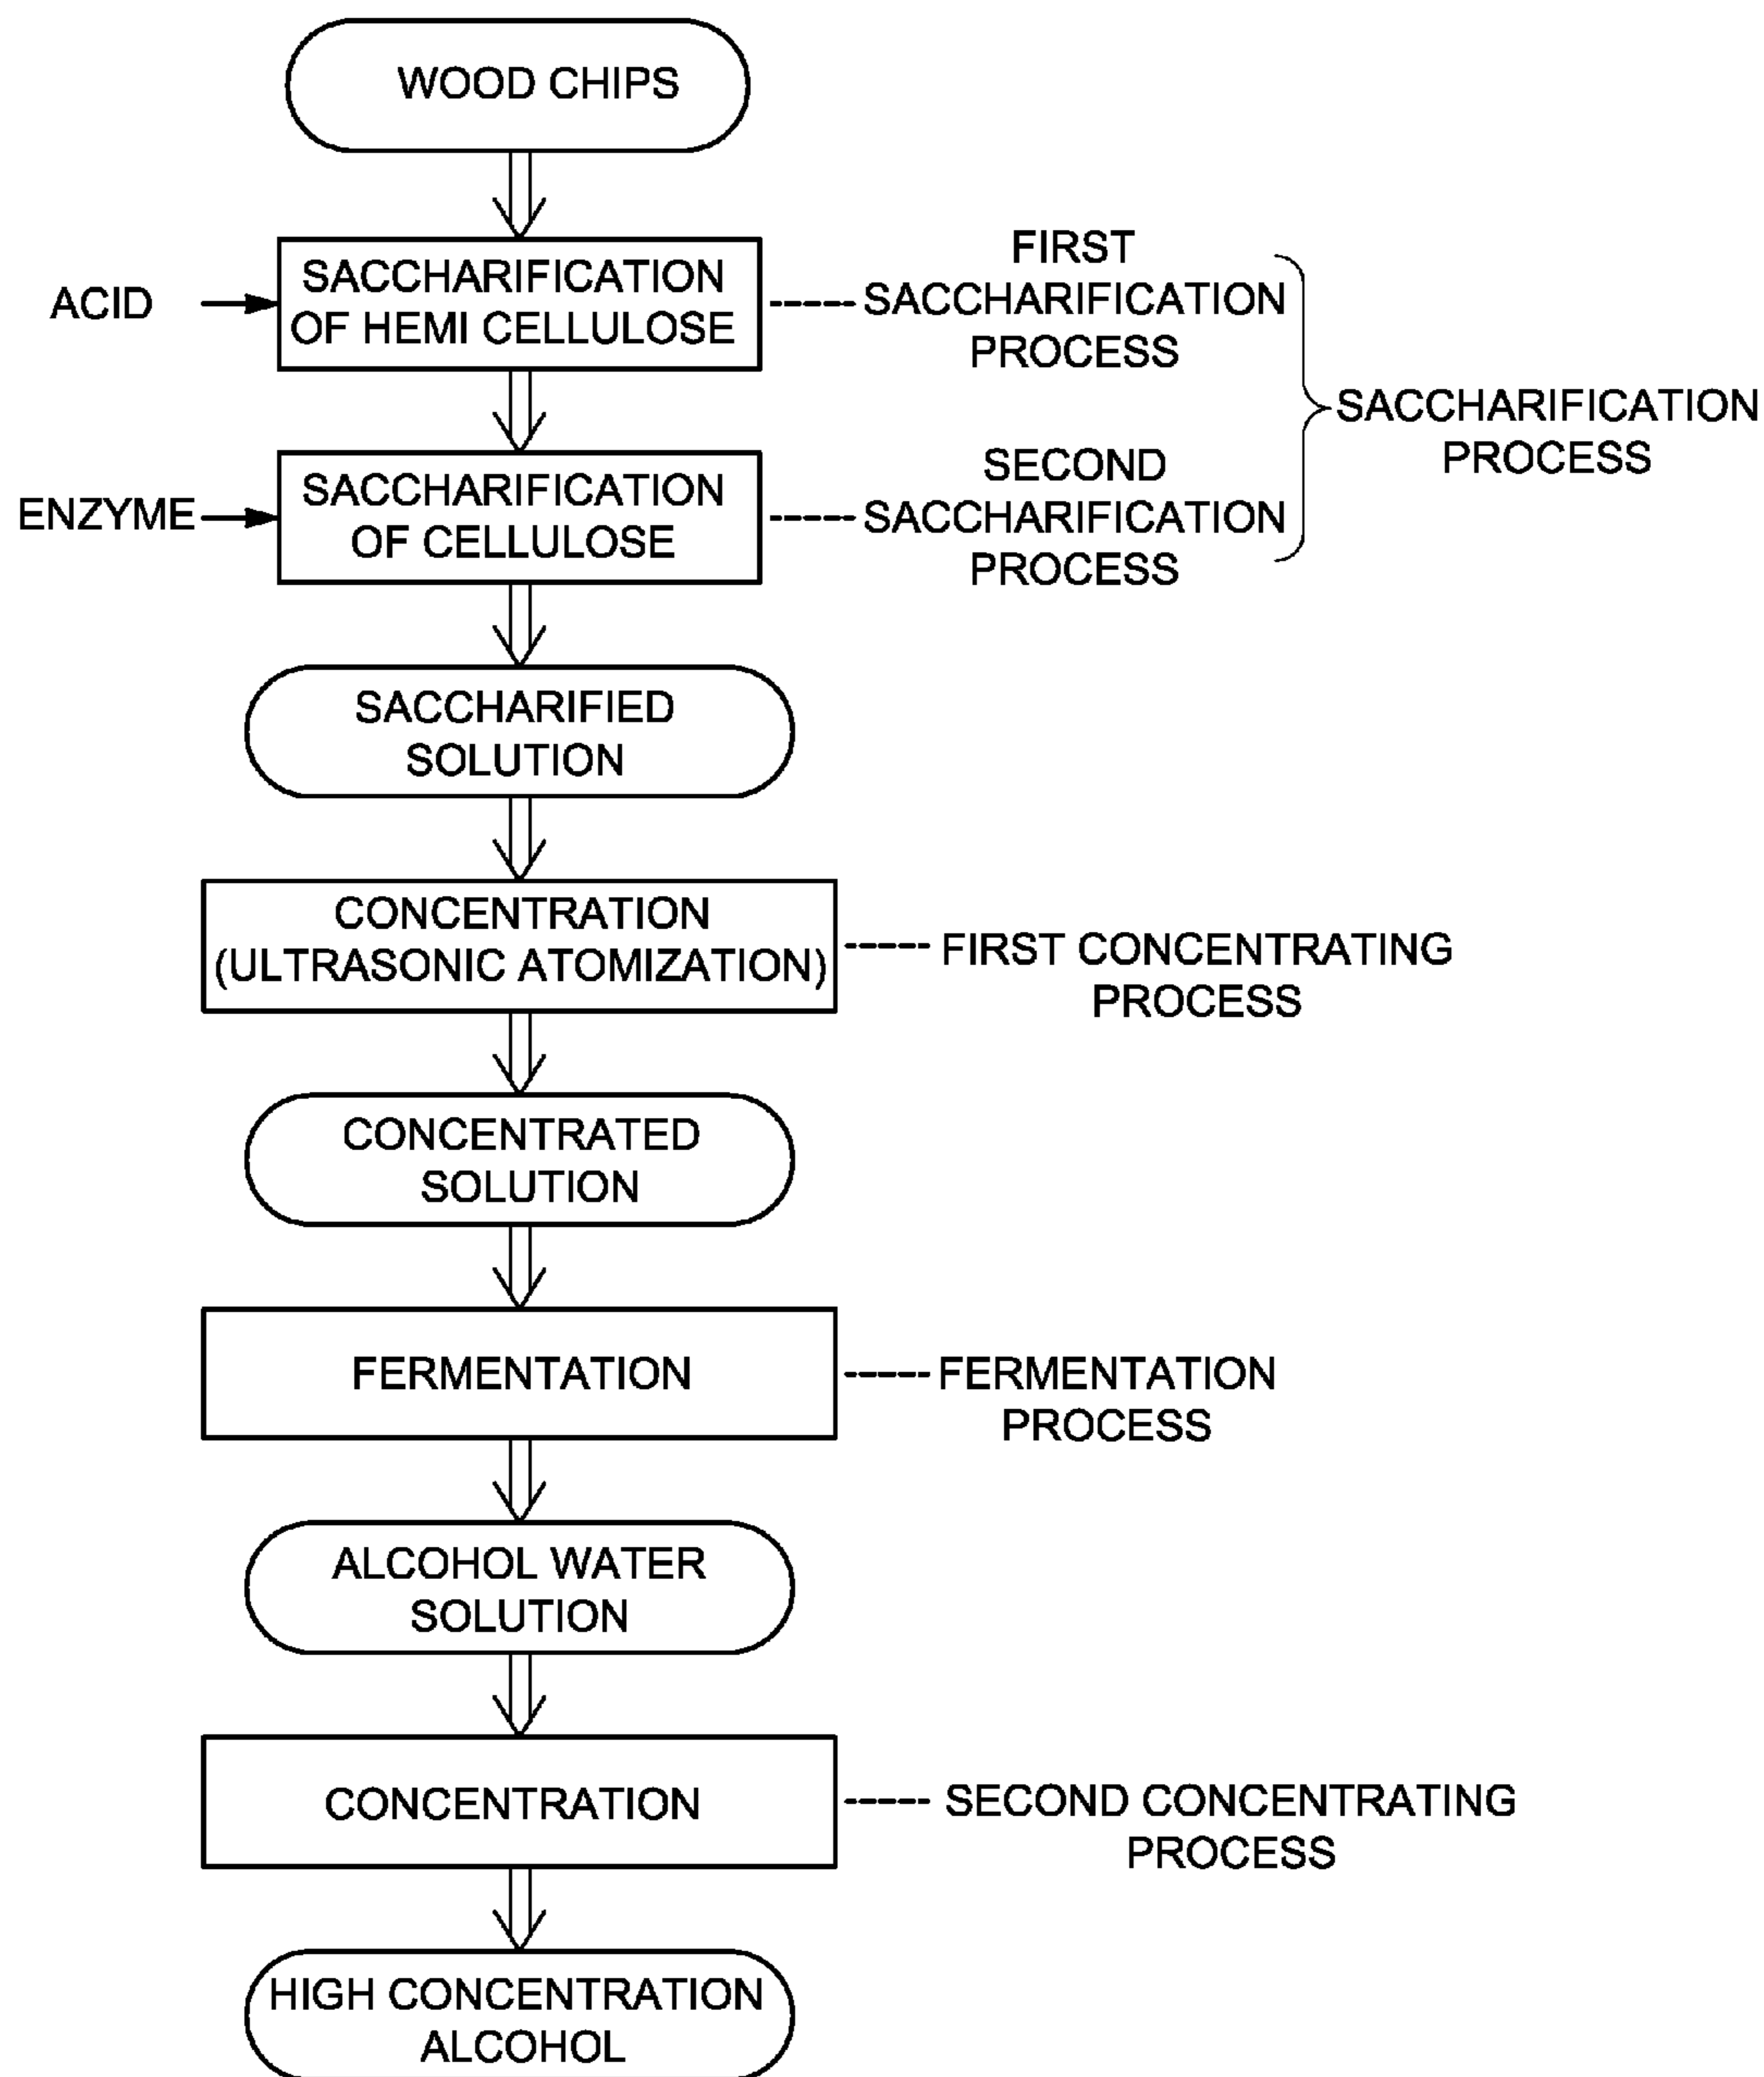 WOOD CHIPS
ACID
SACCHARIFICATION
OF HEMI CELLULOSE
FIRST
SACCHARIFICATION
PROCESS
SACCHARIFICATION
PROCESS
ENZYME
SACCHARIFICATION
OF CELLULOSE
SECOND
SACCHARIFICATION
PROCESS
SACCHARIFIED
SOLUTION
CONCENTRATION
(ULTRASONIC ATOMIZATION)
FIRST CONCENTRATING
PROCESS
CONCENTRATED
SOLUTION
FERMENTATION
FERMENTATION
PROCESS
ALCOHOL WATER
SOLUTION
CONCENTRATION
SECOND CONCENTRATING
PROCESS
HIGH CONCENTRATION
ALCOHOL